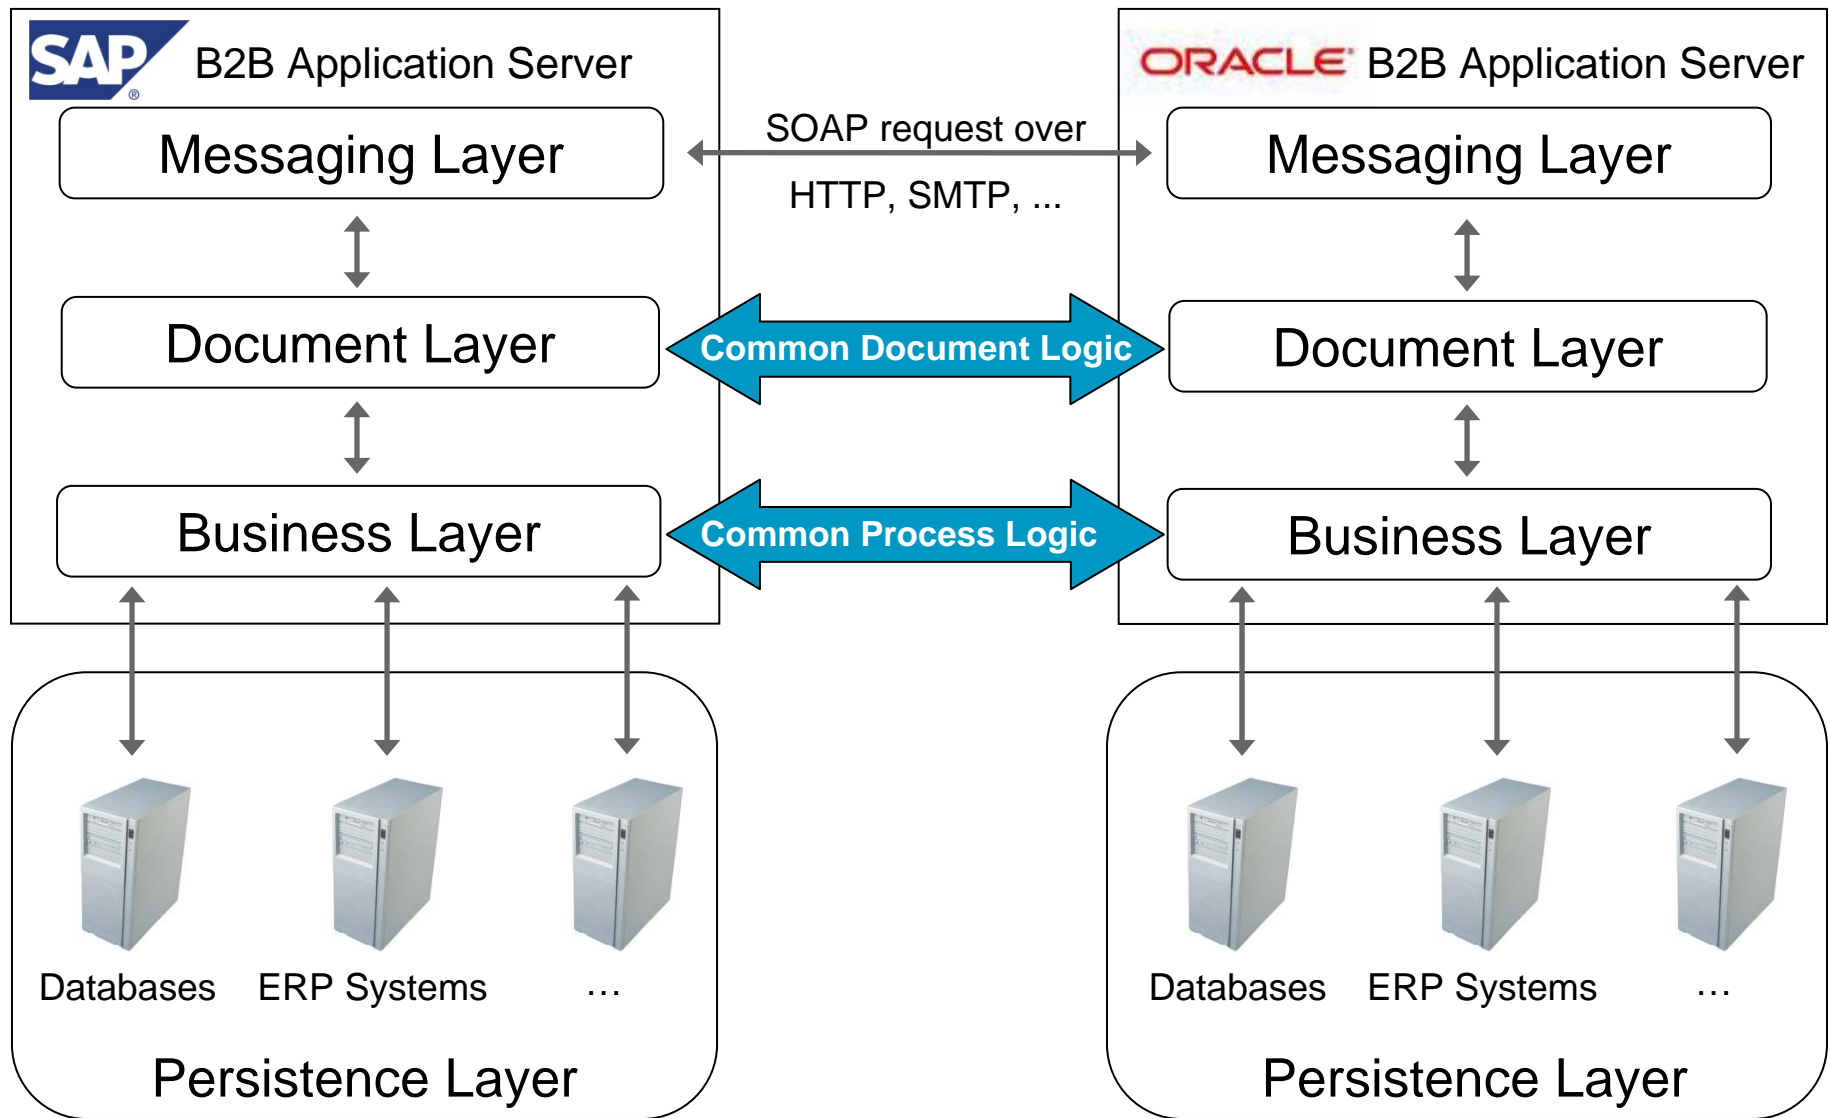 SAP®
B2B Application Server
ORACLE® B2B Application Server
Messaging Layer
SOAP request over
HTTP, SMTP, ...
Messaging Layer
Document Layer
Common Document Logic
Document Layer
Business Layer
Common Process Logic
Business Layer
Databases
ERP Systems
…
Persistence Layer
Databases
ERP Systems
…
Persistence Layer